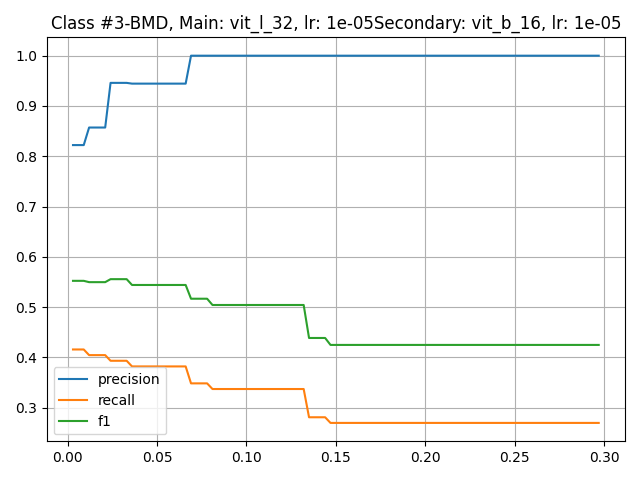 Class #3-BMD, Main: vit_l_32, lr: 1e-05Secondary: vit_b_16, lr: 1e-05
1.0
0.9
0.8
0.7
0.6
0.5
0.4
0.3
precision
recall
f1
0.00 0.05 0.10 0.15 0.20 0.25 0.30